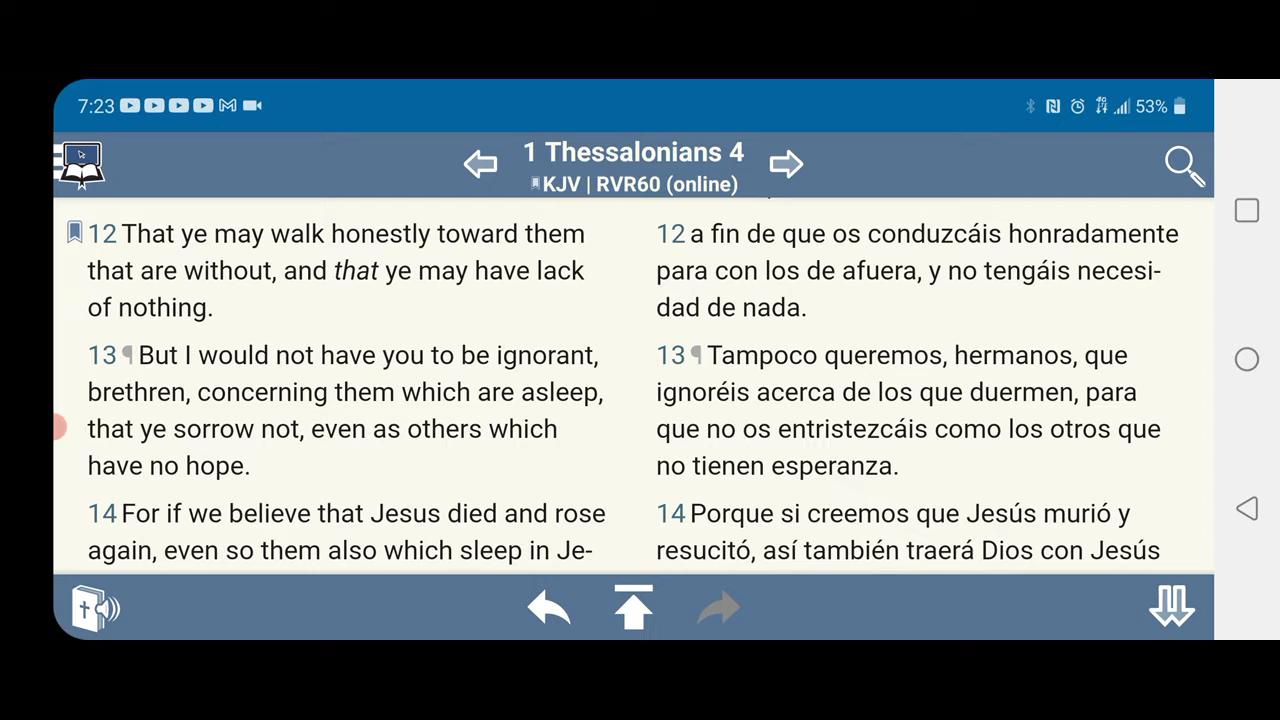 7:23
53%
1 Thessalonians 4
KJV | RVR60 (online)
12 That ye may walk honestly toward them
that are without, and that ye may have lack
of nothing.
13 ¶ But I would not have you to be ignorant,
brethren, concerning them which are asleep,
that ye sorrow not, even as others which
have no hope.
14 For if we believe that Jesus died and rose
again, even so them also which sleep in Je-
12 a fin de que os conduzcáis honradamente
para con los de afuera, y no tengáis necesi-
dad de nada.
13 ¶ Tampoco queremos, hermanos, que
ignoréis acerca de los que duermen, para
que no os entristezcáis como los otros que
no tienen esperanza.
14 Porque si creemos que Jesús murió y
resucitó, así también traerá Dios con Jesús